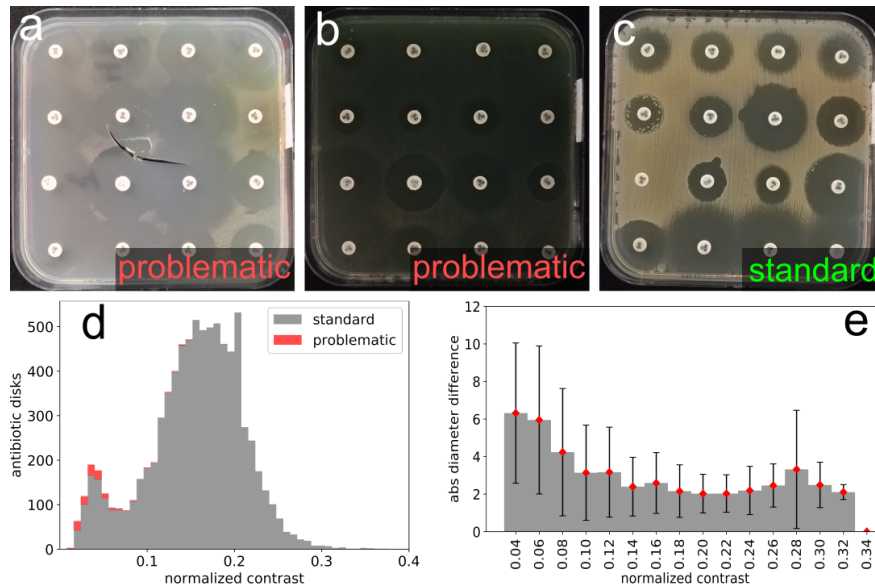 a
problematic
b
problematic
c
standard
d
standard
problematic
antibiotic disks
500
400
300
200
100
0
0.1
0.2
0.3
0.4
normalized contrast
e
abs diameter difference
12
10
8
6
4
2
0
0.04
0.06
0.08
0.10
0.12
0.14
0.16
0.18
0.20
0.22
0.24
0.26
0.28
0.30
0.32
0.34
normalized contrast